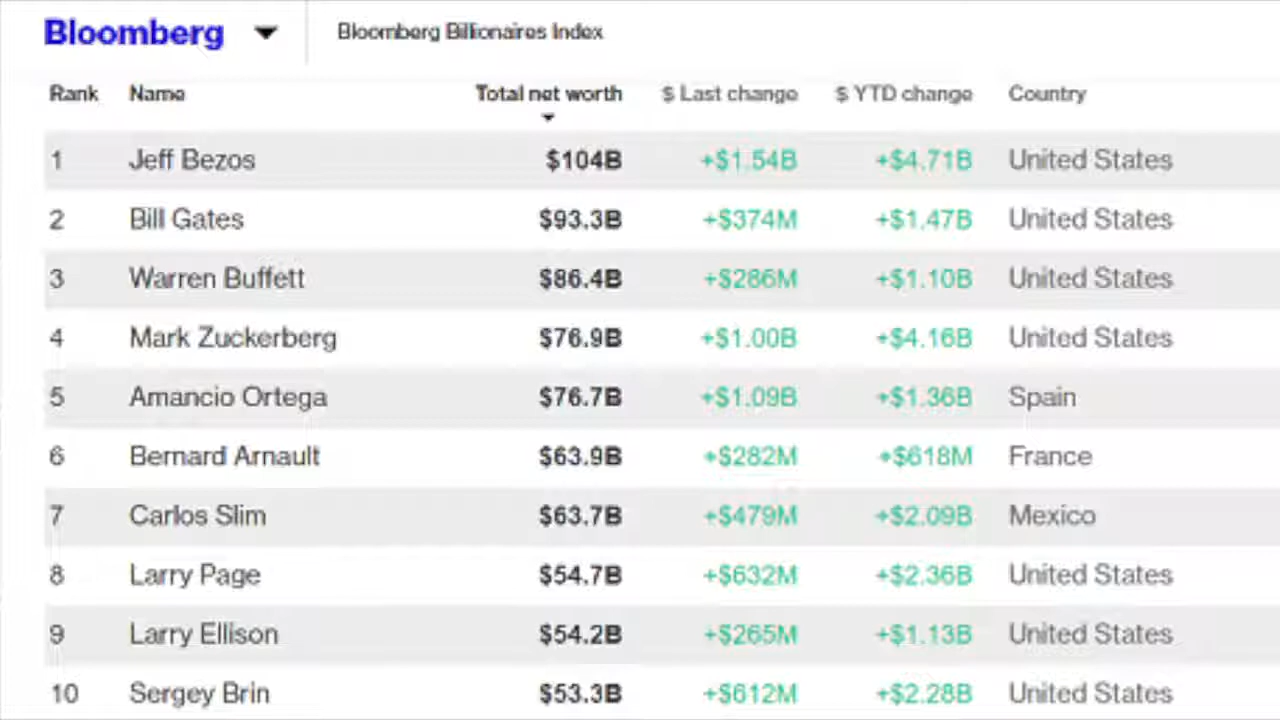 Bloomberg Bloomberg Billionaires Index
Rank Name Total net worth $ Last change $ YTD change Country
1 Jeff Bezos $104B +$1.54B +$4.71B United States
2 Bill Gates $93.3B +$374M +$1.47B United States
3 Warren Buffett $86.4B +$286M +$1.10B United States
4 Mark Zuckerberg $76.9B +$1.00B +$4.16B United States
5 Amancio Ortega $76.7B +$1.09B +$1.36B Spain
6 Bernard Arnault $63.9B +$282M +$618M France
7 Carlos Slim $63.7B +$479M +$2.09B Mexico
8 Larry Page $54.7B +$632M +$2.36B United States
9 Larry Ellison $54.2B +$265M +$1.13B United States
10 Sergey Brin $53.3B +$612M +$2.28B United States